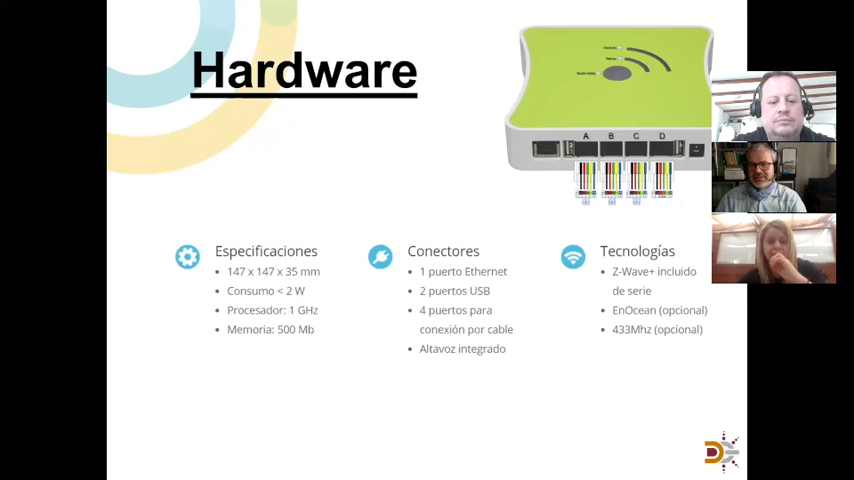 Hardware
A B C D
Especificaciones
147 x 147 x 35 mm
Consumo < 2 W
Procesador: 1 GHz
Memoria: 500 Mb
Conectores
1 puerto Ethernet
2 puertos USB
4 puertos para
conexión por cable
Altavoz integrado
Tecnologías
Z-Wave+ incluido
de serie
EnOcean (opcional)
433Mhz (opcional)